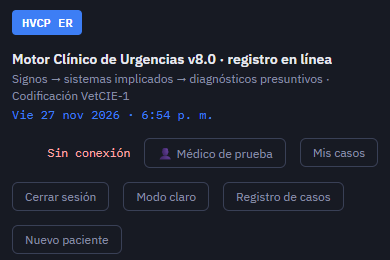 HVCP ER
Motor Clínico de Urgencias v8.0 · registro en línea
Signos → sistemas implicados → diagnósticos presuntivos ·
Codificación VetCIE-1
Vie 27 nov 2026 · 6:54 p. m.
Sin conexión 👤 Médico de prueba Mis casos
Cerrar sesión Modo claro Registro de casos
Nuevo paciente